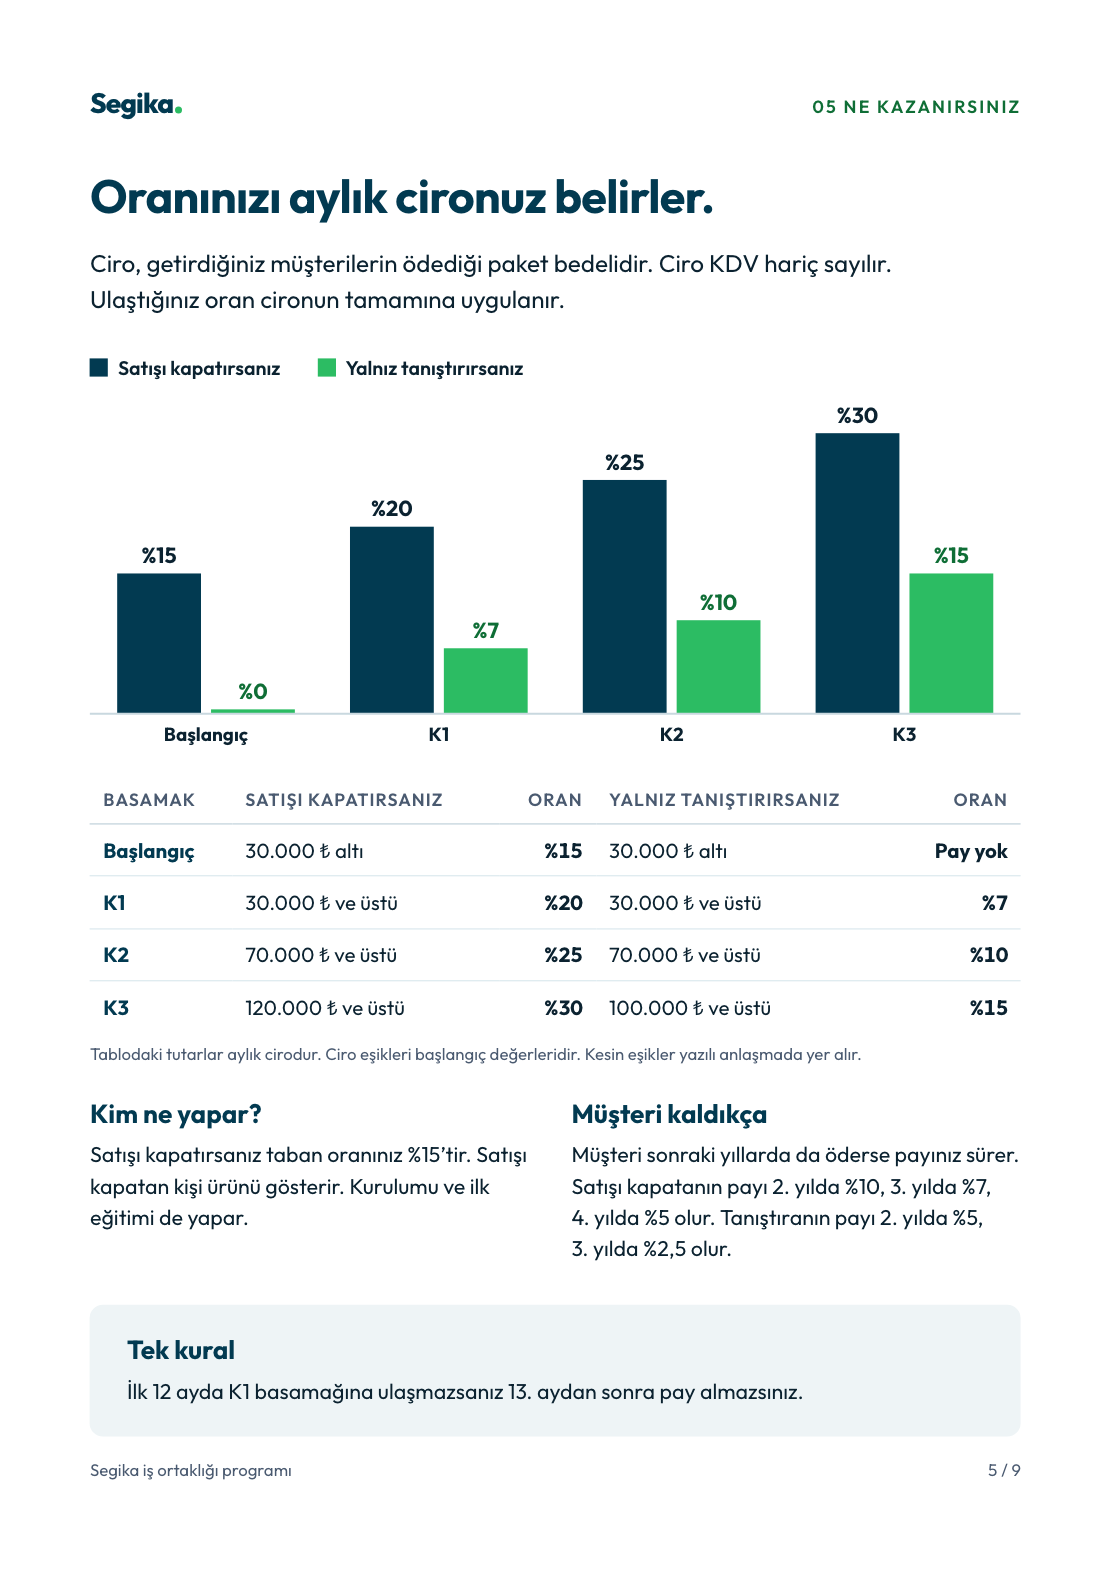 Segika.
05 NE KAZANIRSINIZ
Oranınızı aylık cironuz belirler.
Ciro, getirdiğiniz müşterilerin ödediği paket bedelidir. Ciro KDV hariç sayılır.
Ulaştığınız oran cironun tamamına uygulanır.
Satışı kapatırsanız
Yalnız tanıştırırsanız
%15
%0
%20
%7
%25
%10
%30
%15
Başlangıç
K1
K2
K3
BASAMAK SATIŞI KAPATIRSANIZ ORAN YALNIZ TANIŞTIRIRSANIZ ORAN
Başlangıç 30.000 ₺ altı %15 30.000 ₺ altı Pay yok
K1 30.000 ₺ ve üstü %20 30.000 ₺ ve üstü %7
K2 70.000 ₺ ve üstü %25 70.000 ₺ ve üstü %10
K3 120.000 ₺ ve üstü %30 100.000 ₺ ve üstü %15
Tablodaki tutarlar aylık cirodur. Ciro eşikleri başlangıç değerleridir. Kesin eşikler yazılı anlaşmada yer alır.
Kim ne yapar?
Satışı kapatırsanız taban oranınız %15’tir. Satışı
kapatan kişi ürünü gösterir. Kurulumu ve ilk
eğitimi de yapar.
Müşteri kaldıkça
Müşteri sonraki yıllarda da öderse payınız sürer.
Satışı kapatanın payı 2. yılda %10, 3. yılda %7,
4. yılda %5 olur. Tanıştıranın payı 2. yılda %5,
3. yılda %2,5 olur.
Tek kural
İlk 12 ayda K1 basamağına ulaşmazsanız 13. aydan sonra pay almazsınız.
Segika iş ortaklığı programı
5 / 9